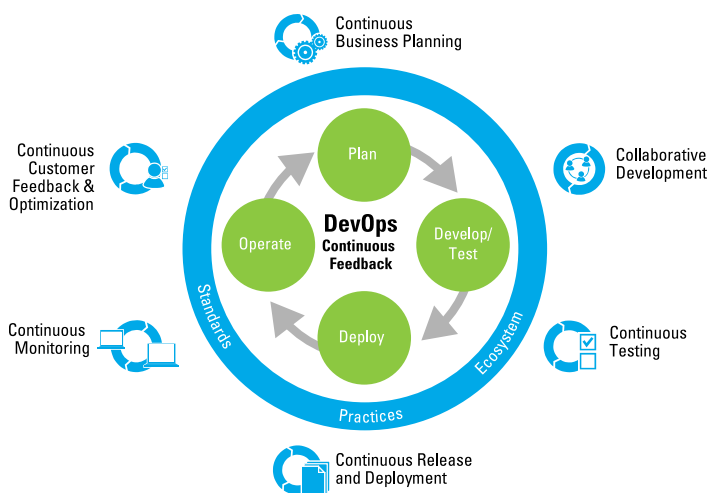 Continuous
Business Planning
Continuous
Customer
Feedback &
Optimization
Collaborative
Development
Plan
DevOps
Continuous
Feedback
Operate
Develop/
Test
Deploy
Standards
Practices
Ecosystem
Continuous
Monitoring
Continuous
Testing
Continuous Release
and Deployment